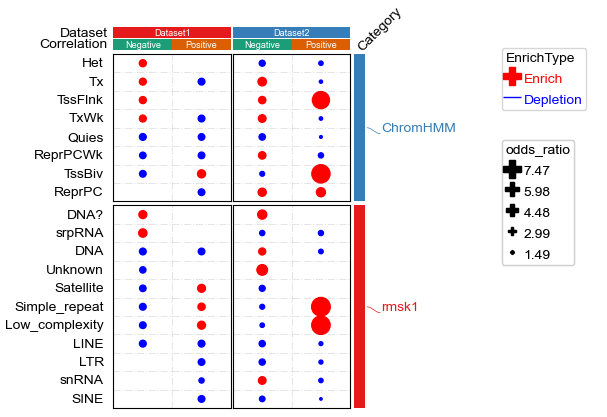 Category
Dataset Dataset1 Dataset2
Correlation Negative Positive Negative Positive
Het
Tx
TssFlnk
TxWk
Quies
ReprPCWk
TssBiv
ReprPC
ChromHMM
DNA?
srpRNA
DNA
Unknown
Satellite
Simple_repeat
Low_complexity
LINE
LTR
snRNA
SINE
rmsk1
EnrichType
Enrich
Depletion
odds_ratio
7.47
5.98
4.48
2.99
1.49